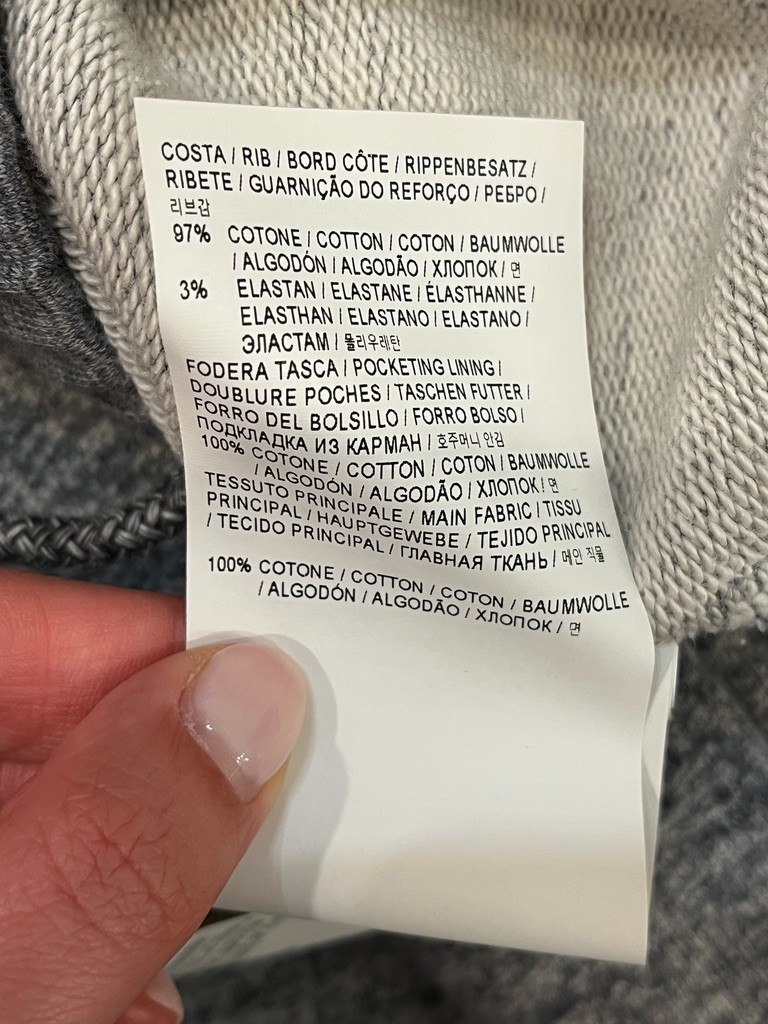 COSTA / RIB / BORD CÔTE / RIPPENBESATZ /
RIBETE / GUARNIÇÃO DO REFORÇO / РЕБРО /
리브감
97% COTONE / COTTON / COTON / BAUMWOLLE
/ ALGODÓN / ALGODÃO / ХЛОПОК / 면
3% ELASTAN / ELASTANE / ÉLASTHANNE /
ELASTHAN / ELASTANO / ELASTANO /
ЭЛАСТАМ / 폴리우레탄
FODERA TASCA / POCKETING LINING /
DOUBLURE POCHES / TASCHEN FUTTER /
FORRO DEL BOLSILLO / FORRO BOLSO /
ПОДКЛАДКА ИЗ КАРМАН / 호주머니 안감
100% COTONE / COTTON / COTON / BAUMWOLLE
/ ALGODÓN / ALGODÃO / ХЛОПОК / 면
TESSUTO PRINCIPALE / MAIN FABRIC / TISSU
PRINCIPAL / HAUPTGEWEBE / TEJIDO PRINCIPAL
/ TECIDO PRINCIPAL / ГЛАВНАЯ ТКАНЬ / 메인 직물
100% COTONE / COTTON / COTON / BAUMWOLLE
/ ALGODÓN / ALGODÃO / ХЛОПОК / 면